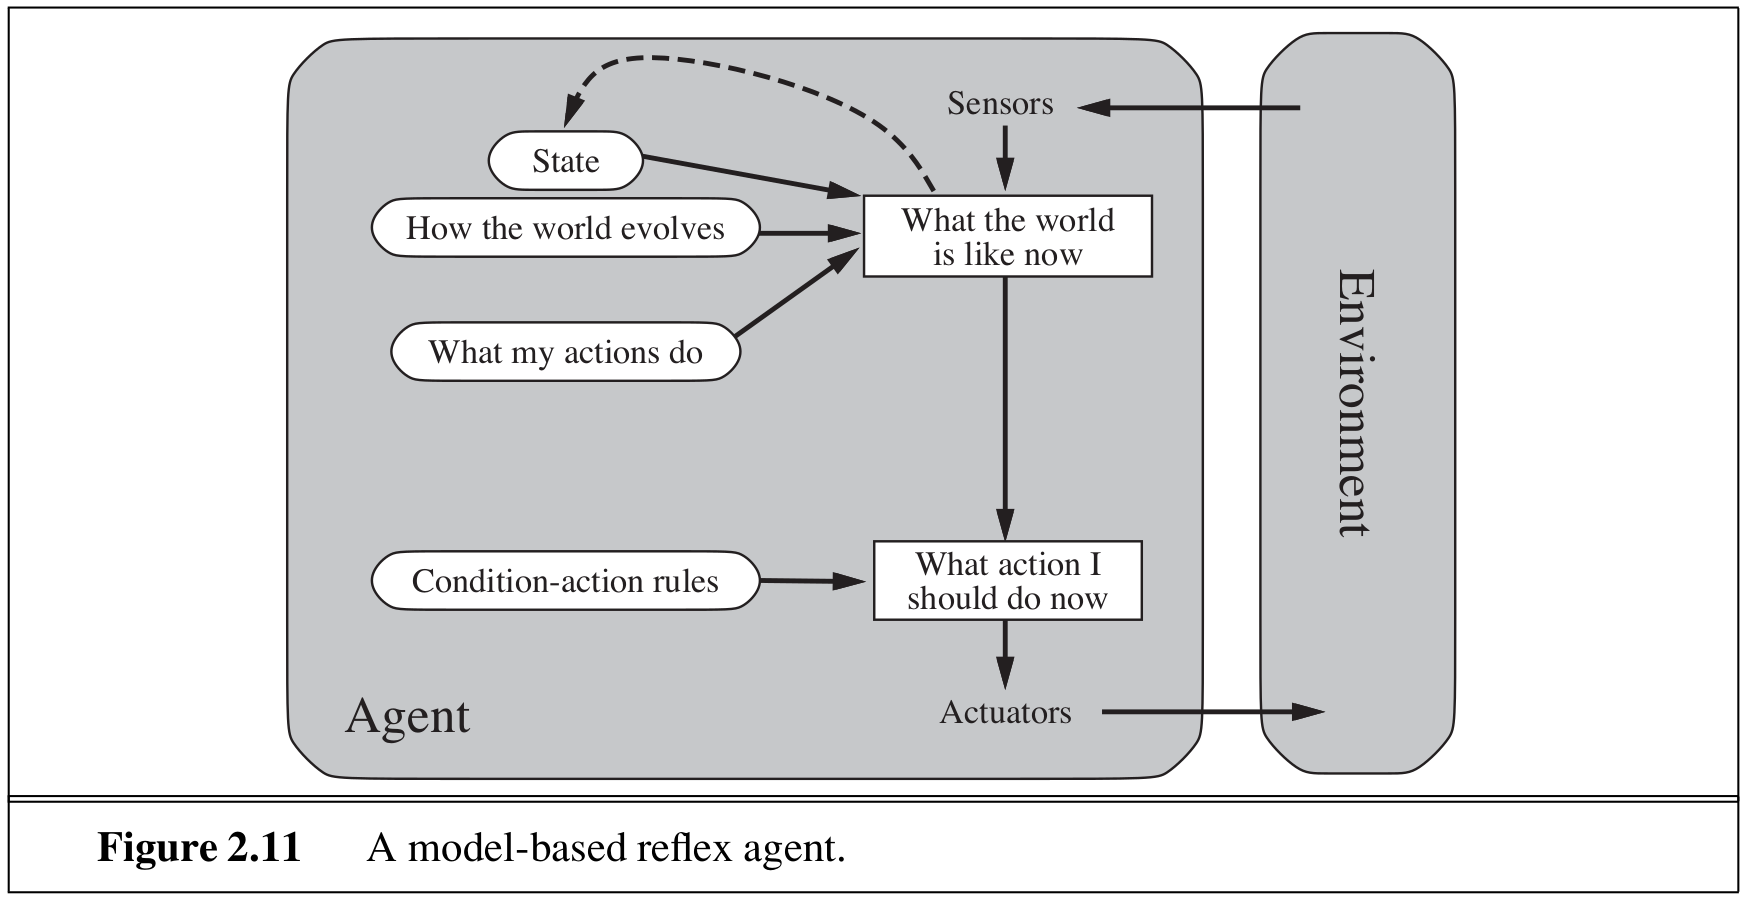 Sensors
State
What the world
is like now
How the world evolves
What my actions do
Environment
Condition-action rules
What action I
should do now
Agent
Actuators
Figure 2.11 A model-based reflex agent.